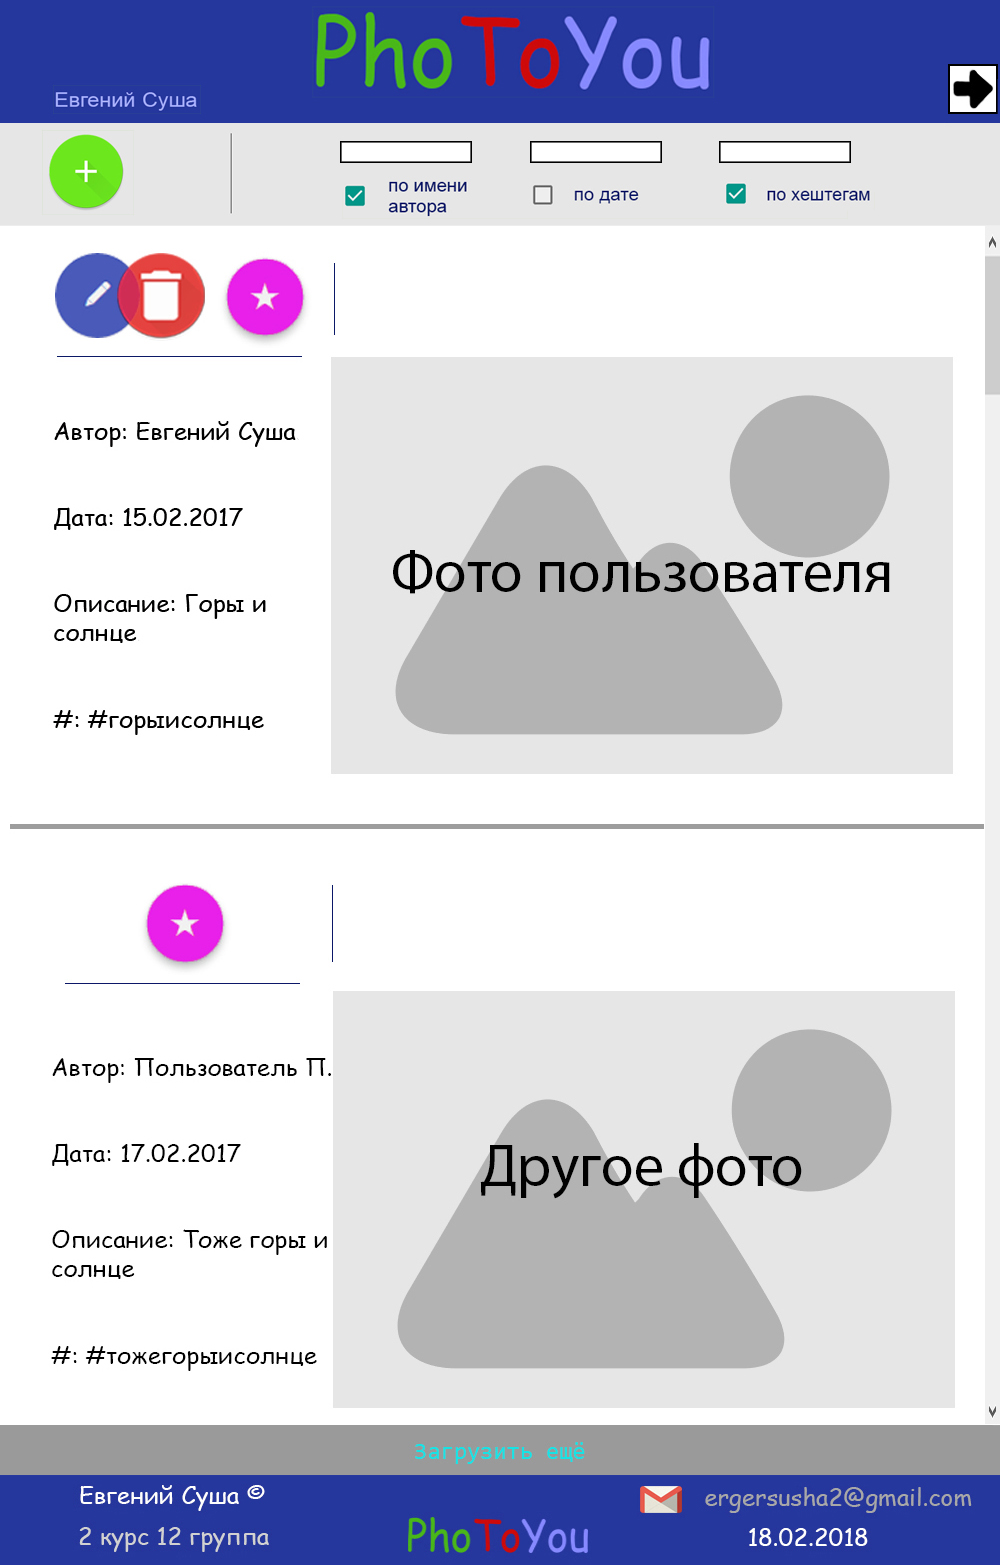 PhoToYou
Евгений Суша
по имени
автора
по дате
по хештегам
Автор: Евгений Суша
Дата: 15.02.2017
Описание: Горы и
солнце
#: #горыисолнце
Фото пользователя
Автор: Пользователь П.
Дата: 17.02.2017
Описание: Тоже горы и
солнце
#: #тожегорыисолнце
Другое фото
Загрузить ещё
Евгений Суша ©
2 курс 12 группа
PhoToYou
ergersusha2@gmail.com
18.02.2018